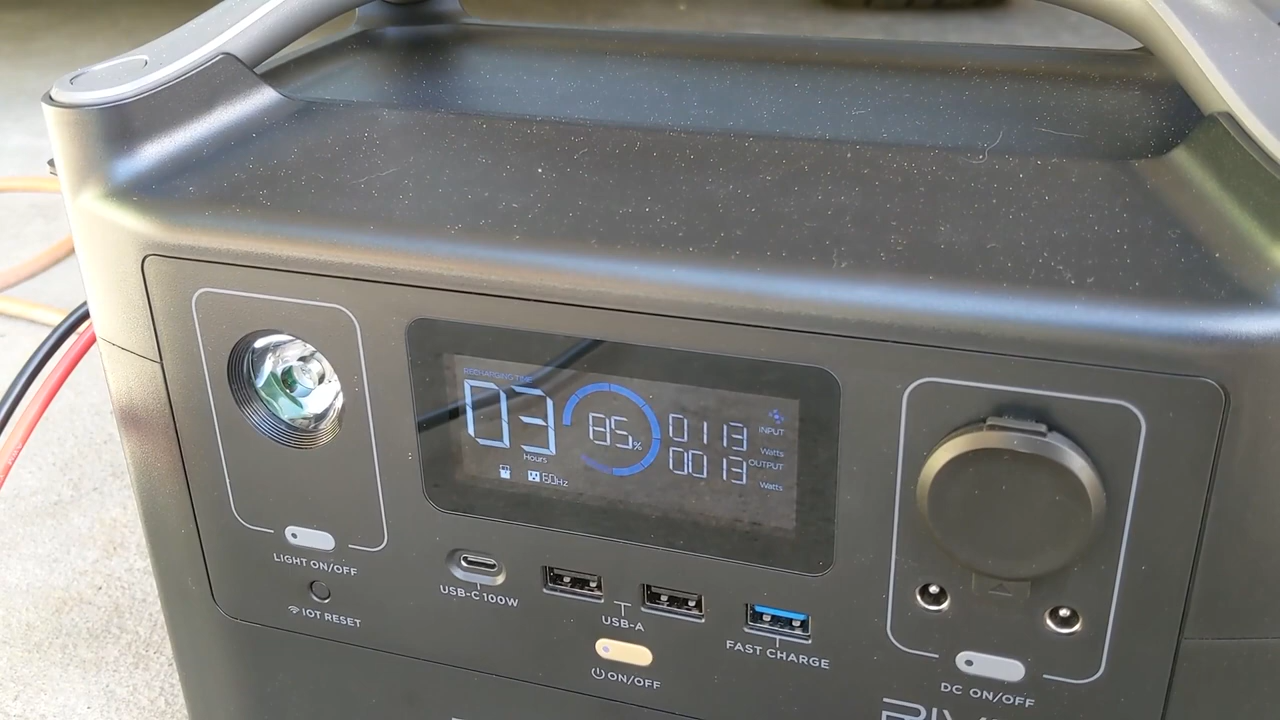 RECHARGING TIME
03
Hours
60Hz
85%
0113
INPUT
Watts
0013
OUTPUT
Watts
LIGHT ON/OFF
IOT RESET
USB-C 100W
USB-A
FAST CHARGE
ON/OFF
DC ON/OFF